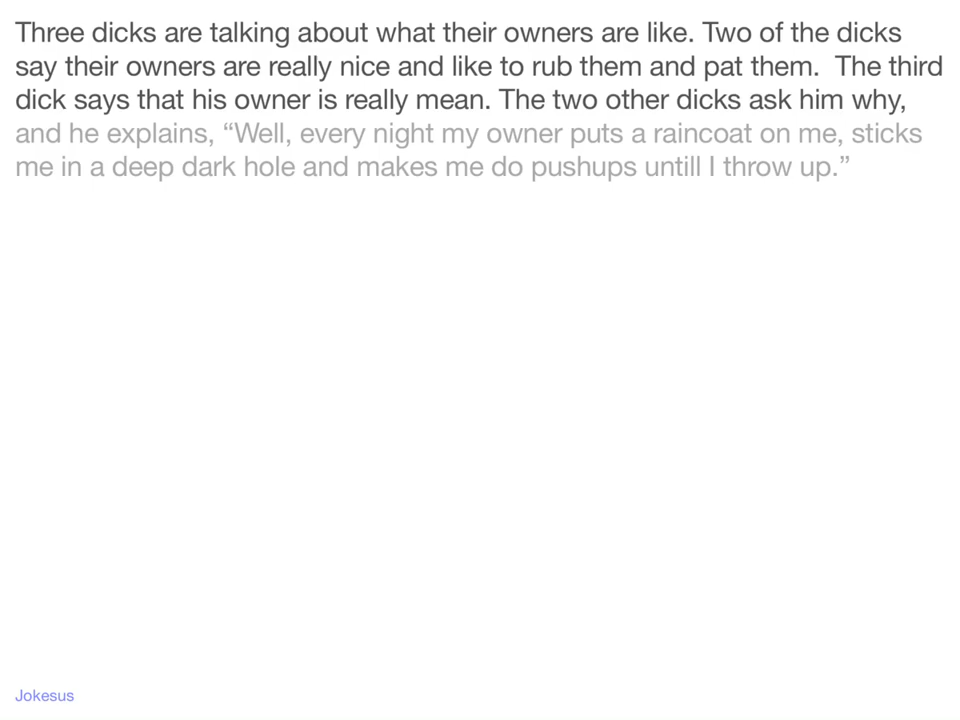 Three dicks are talking about what their owners are like. Two of the dicks
say their owners are really nice and like to rub them and pat them.  The third
dick says that his owner is really mean. The two other dicks ask him why,
and he explains, “Well, every night my owner puts a raincoat on me, sticks
me in a deep dark hole and makes me do pushups untill I throw up.”
Jokesus